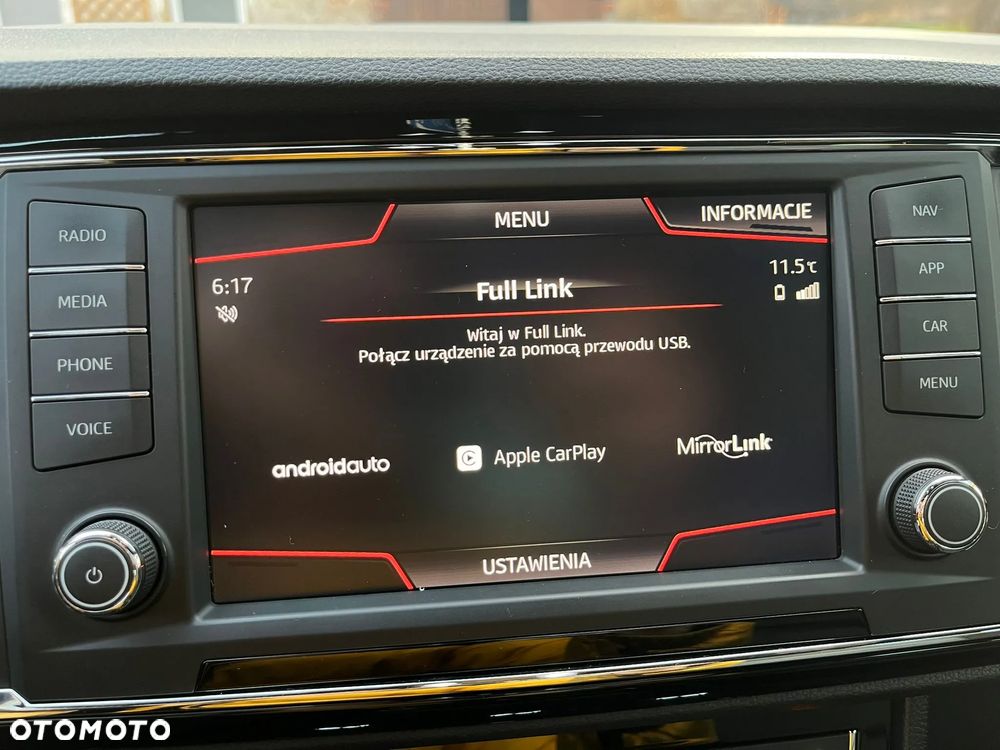 MENU
INFORMACJE
RADIO
MEDIA
PHONE
VOICE
6:17
Full Link
11.5°C
Witaj w Full Link.
Połącz urządzenie za pomocą przewodu USB.
androidauto
Apple CarPlay
MirrorLink
USTAWIENIA
NAV
APP
CAR
MENU
OTOMOTO